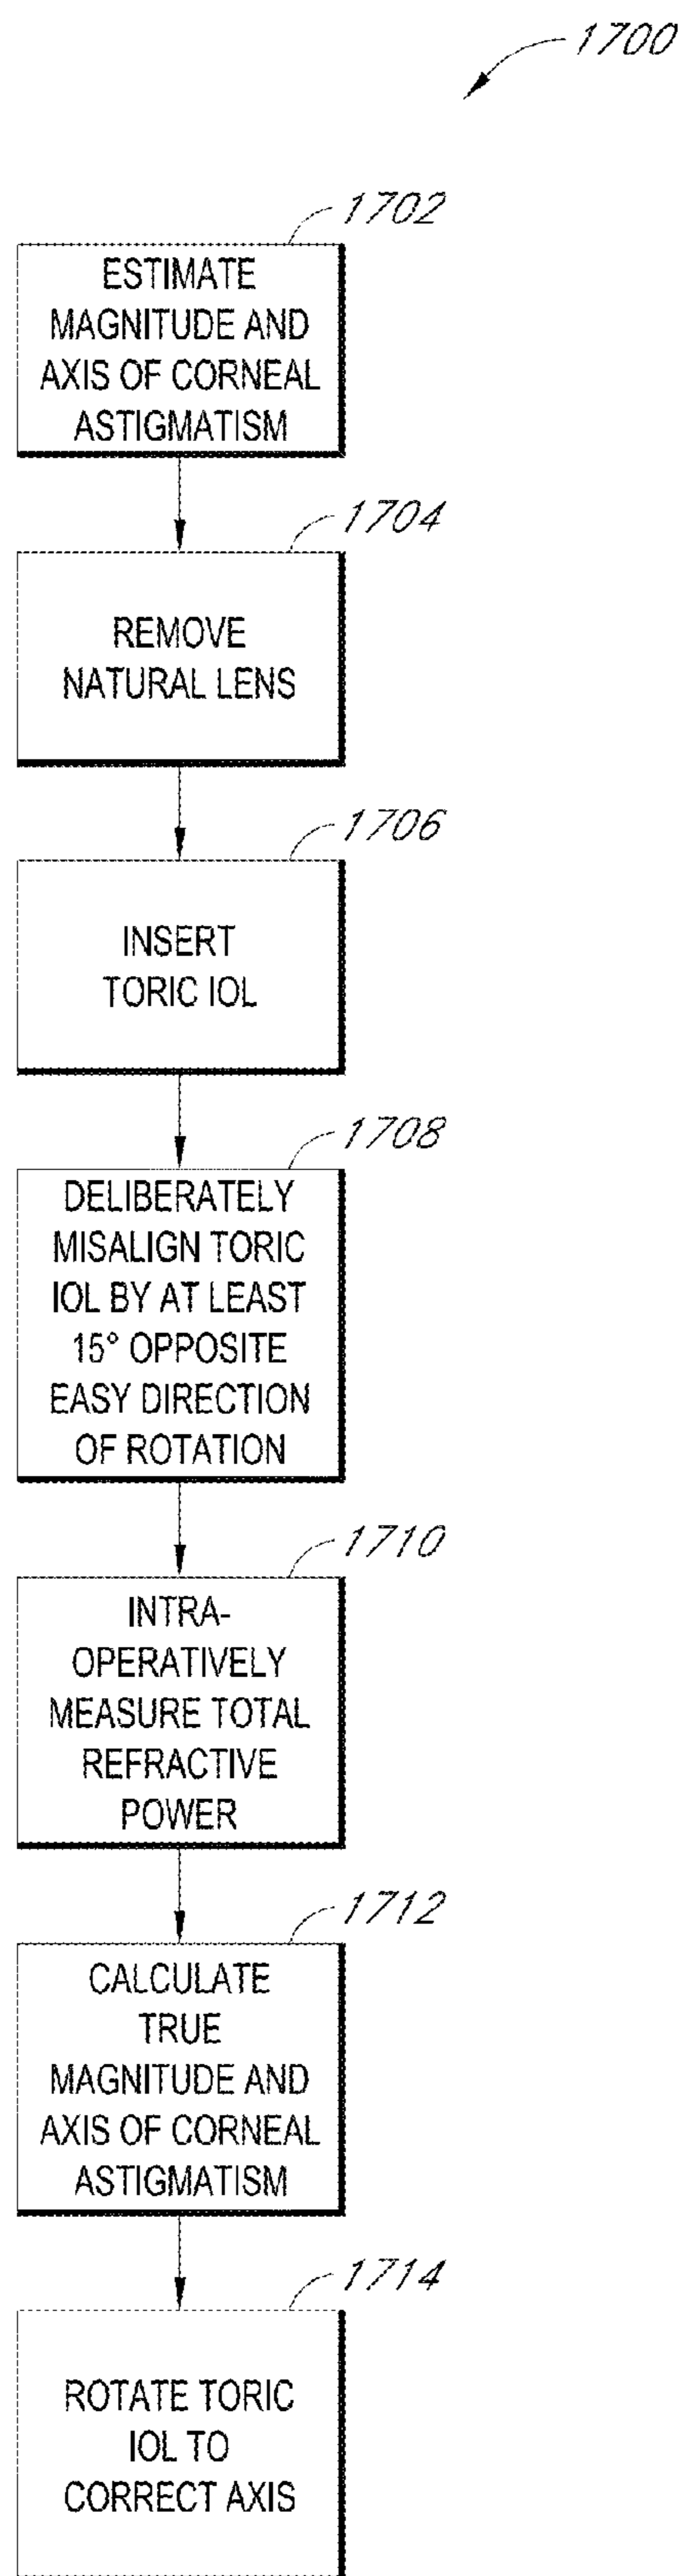 1700
1702
ESTIMATE
MAGNITUDE AND
AXIS OF CORNEAL
ASTIGMATISM
1704
REMOVE
NATURAL LENS
1706
INSERT
TORIC IOL
1708
DELIBERATELY
MISALIGN TORIC
IOL BY AT LEAST
15° OPPOSITE
EASY DIRECTION
OF ROTATION
1710
INTRA-
OPERATIVELY
MEASURE TOTAL
REFRACTIVE
POWER
1712
CALCULATE
TRUE
MAGNITUDE AND
AXIS OF CORNEAL
ASTIGMATISM
1714
ROTATE TORIC
IOL TO
CORRECT AXIS